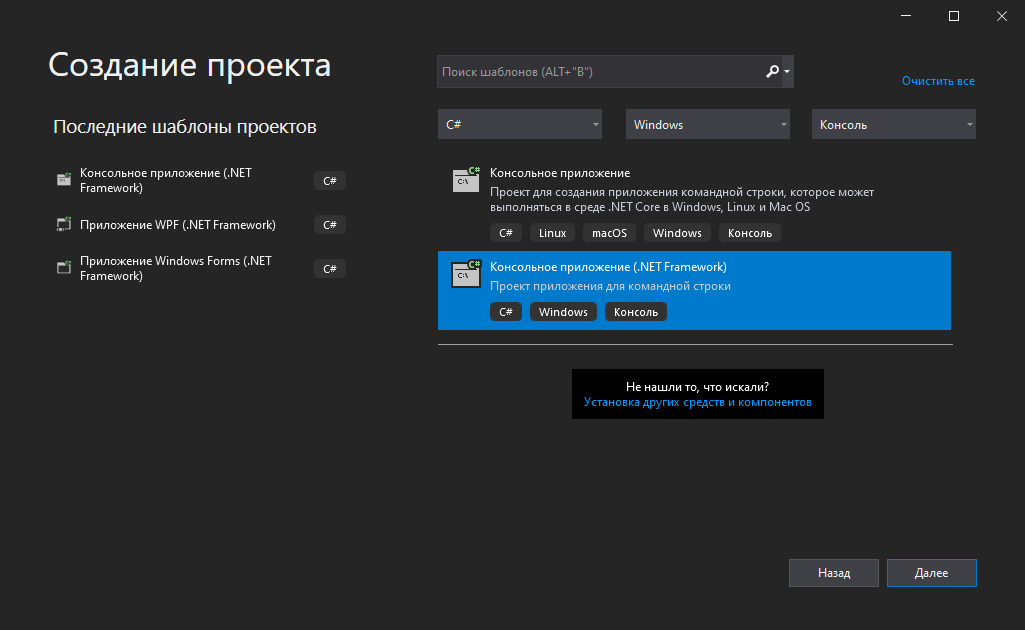 Создание проекта
Поиск шаблонов (ALT+"B")
Очистить все
Последние шаблоны проектов
C#
Windows
Консоль
Консольное приложение (.NET
Framework)
C#
Приложение WPF (.NET Framework)
C#
Приложение Windows Forms (.NET
Framework)
C#
Консольное приложение
Проект для создания приложения командной строки, которое может
выполняться в среде .NET Core в Windows, Linux и Mac OS
C# Linux macOS Windows Консоль
Консольное приложение (.NET Framework)
Проект приложения для командной строки
C# Windows Консоль
Не нашли то, что искали?
Установка других средств и компонентов
Назад
Далее